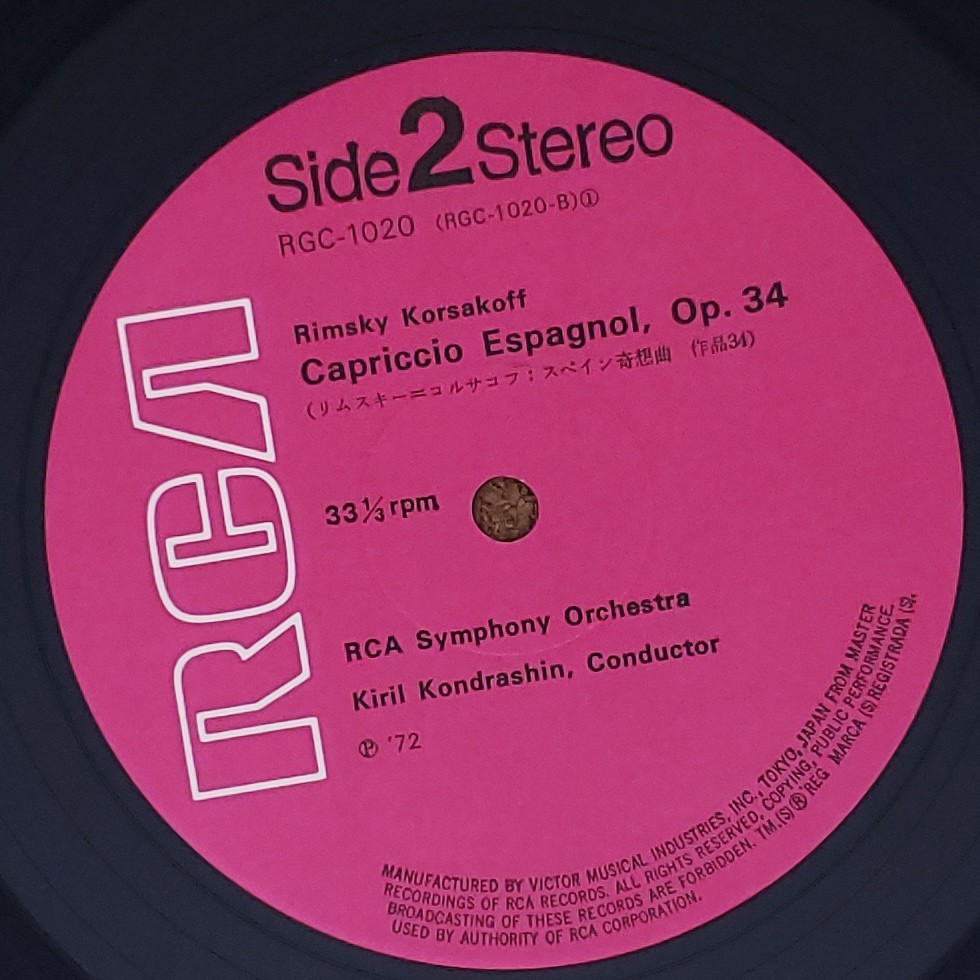 Side 2 Stereo
RGC-1020 (RGC-1020-B)①
Rimsky Korsakoff
Capriccio Espagnol, Op. 34
(リムスキー=コルサコフ:スペイン奇想曲 作品34)
33⅓ rpm
RCA Symphony Orchestra
Kiril Kondrashin, Conductor
Ⓟ '72
RCA
MANUFACTURED BY VICTOR MUSICAL INDUSTRIES, INC., TOKYO, JAPAN FROM MASTER
RECORDINGS OF RCA RECORDS. ALL RIGHTS RESERVED, COPYING, PUBLIC PERFORMANCE,
BROADCASTING OF THESE RECORDS ARE FORBIDDEN. TM.(S)® REG MARCA (S) REGISTRADA (S).
USED BY AUTHORITY OF RCA CORPORATION.